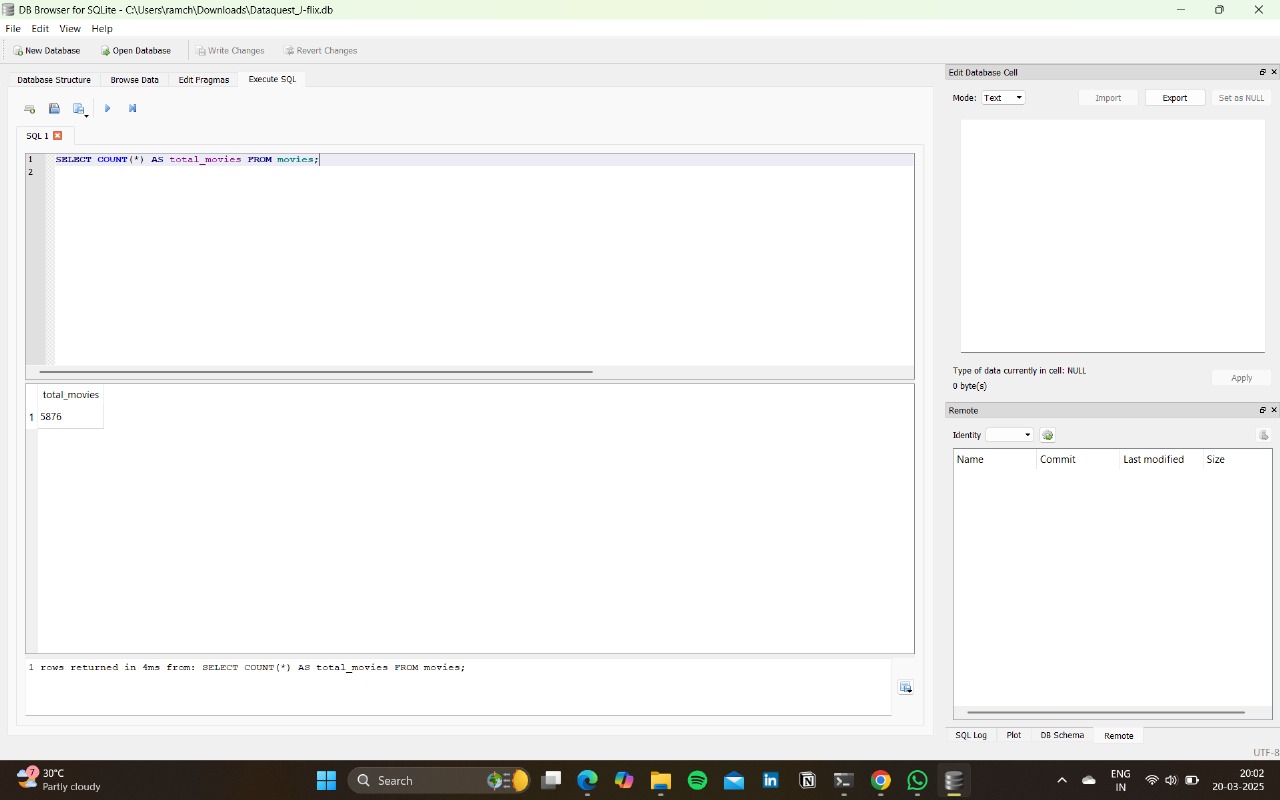 DB Browser for SQLite - C:\Users\ramch\Downloads\Dataquest_J-flix.db
File Edit View Help
New Database Open Database Write Changes Revert Changes
Database Structure Browse Data Edit Pragmas Execute SQL
SQL 1
1 SELECT COUNT(*) AS total_movies FROM movies;
2
total_movies
1 5876
1 rows returned in 4ms from: SELECT COUNT(*) AS total_movies FROM movies;
Edit Database Cell
Mode: Text Import Export Set as NULL
Type of data currently in cell: NULL
0 byte(s)
Apply
Remote
Identity
Name Commit Last modified Size
SQL Log Plot DB Schema Remote
UTF-8
7 30°C
Partly cloudy
Search
ENG
IN
20:02
20-03-2025